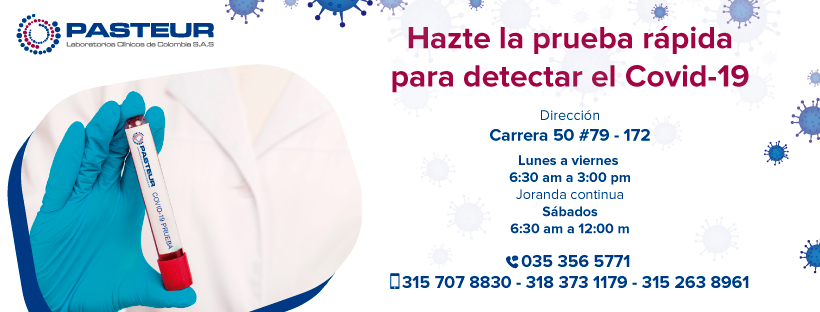 PASTEUR
Laboratorios Clínicos de Colombia S.A.S
Hazte la prueba rápida
para detectar el Covid-19
Dirección
Carrera 50 #79 - 172
Lunes a viernes
6:30 am a 3:00 pm
Joranda continua
Sábados
6:30 am a 12:00 m
035 356 5771
315 707 8830 - 318 373 1179 - 315 263 8961
PASTEUR
COVID-19 PRUEBA